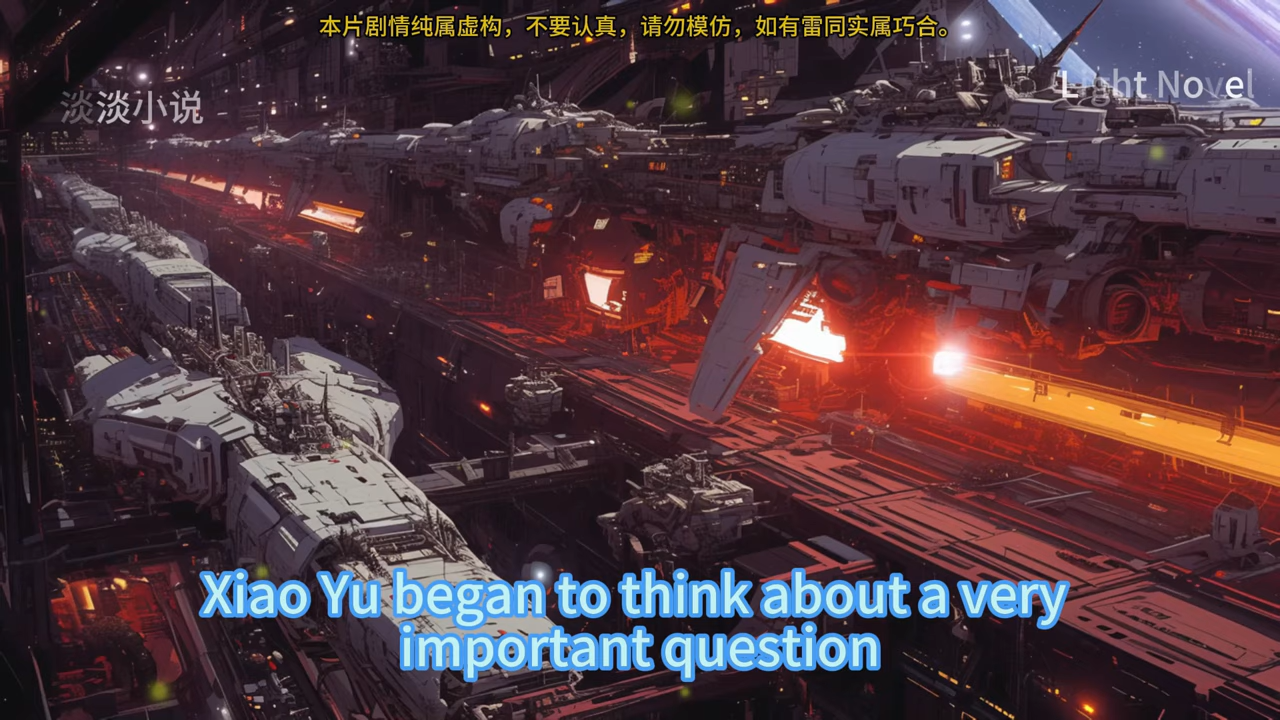 本片剧情纯属虚构，不要认真，请勿模仿，如有雷同实属巧合。
Light Novel
淡淡小说
Xiao Yu began to think about a very
important question